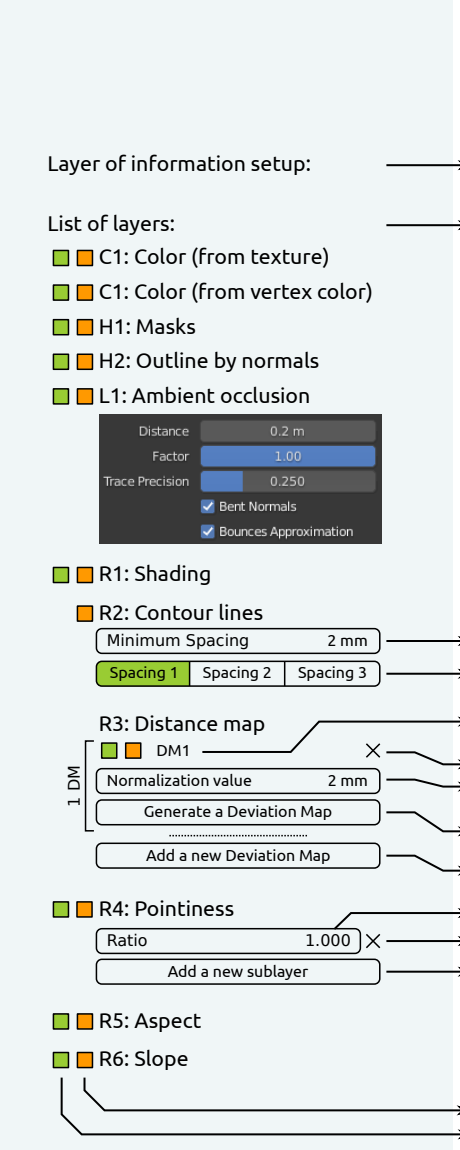 Layer of information setup:
List of layers:
C1: Color (from texture)
C1: Color (from vertex color)
H1: Masks
H2: Outline by normals
L1: Ambient occlusion
Distance 0.2 m
Factor 1.00
Trace Precision 0.250
Bent Normals
Bounces Approximation
R1: Shading
R2: Contour lines
Minimum Spacing 2 mm
Spacing 1 Spacing 2 Spacing 3
R3: Distance map
DM1
1 DM
Normalization value 2 mm
Generate a Deviation Map
Add a new Deviation Map
R4: Pointiness
Ratio 1.000
Add a new sublayer
R5: Aspect
R6: Slope